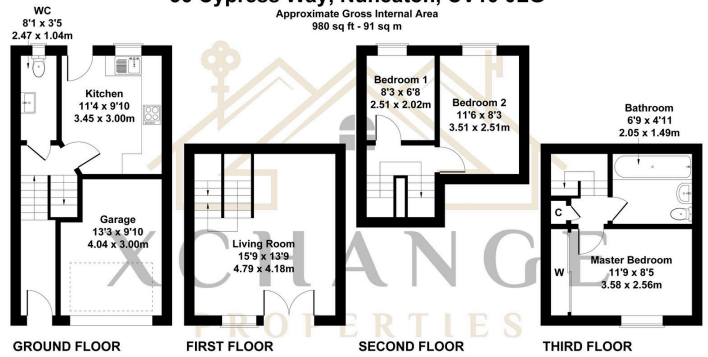 Approximate Gross Internal Area
980 sq ft - 91 sq m
WC
8'1 x 3'5
2.47 x 1.04m
Kitchen
11'4 x 9'10
3.45 x 3.00m
Garage
13'3 x 9'10
4.04 x 3.00m
GROUND FLOOR
Living Room
15'9 x 13'9
4.79 x 4.18m
FIRST FLOOR
Bedroom 1
8'3 x 6'8
2.51 x 2.02m
Bedroom 2
11'6 x 8'3
3.51 x 2.51m
SECOND FLOOR
Bathroom
6'9 x 4'11
2.05 x 1.49m
C
W
Master Bedroom
11'9 x 8'5
3.58 x 2.56m
THIRD FLOOR
XCHANGE
PROPERTIES